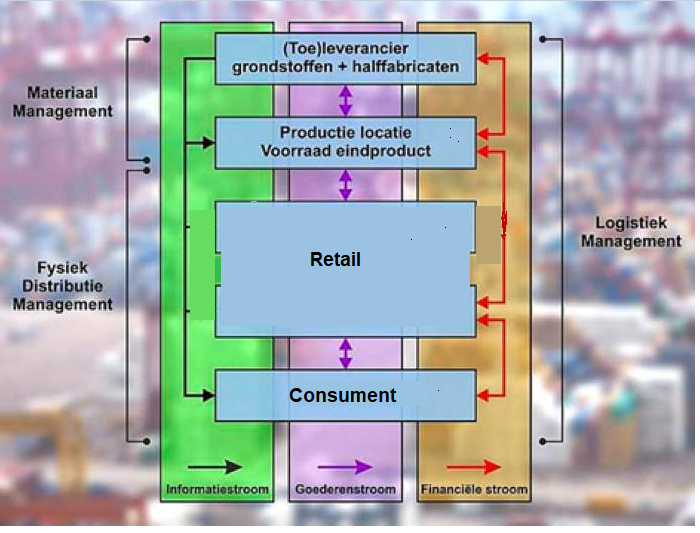 (Toe)leverancier
grondstoffen + halffabricaten
Materiaal
Management
Productie locatie
Voorraad eindproduct
Retail
Logistiek
Management
Fysiek
Distributie
Management
Consument
Informatiestroom
Goederenstroom
Financiële stroom